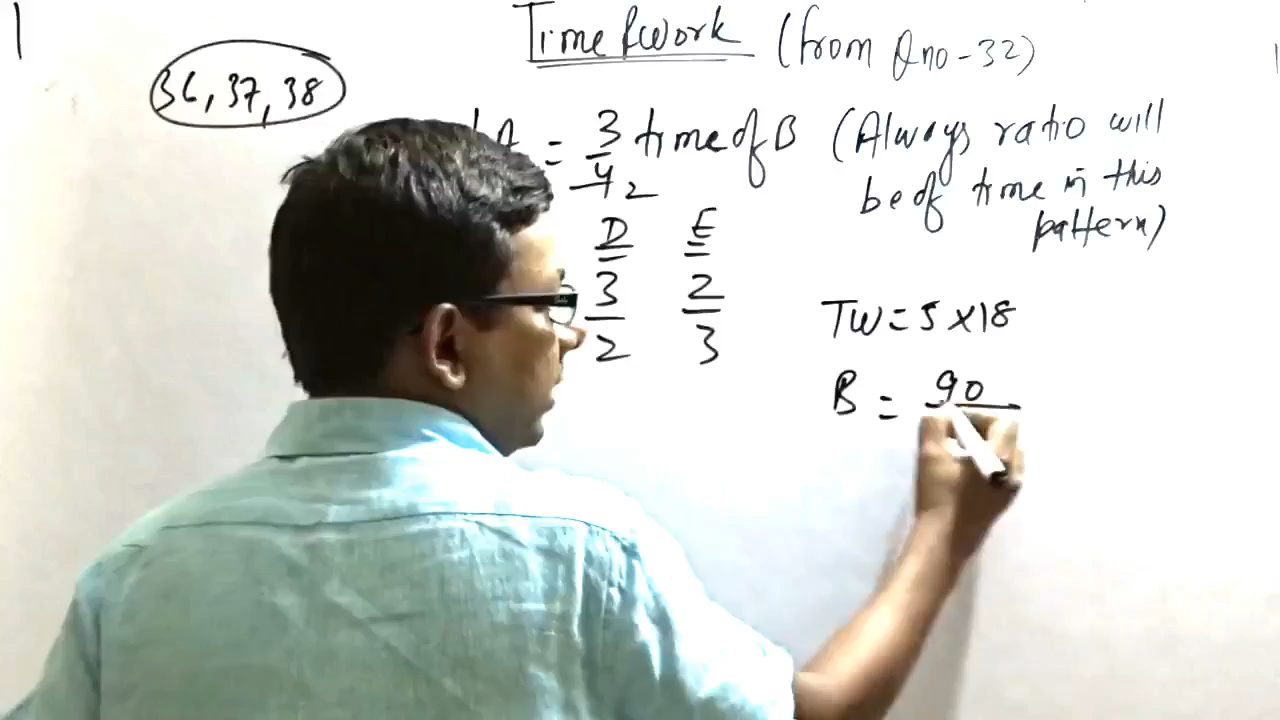 Time & Work (from Q no - 32)
36, 37, 38
A = 3/4 time of B (Always ratio will
be of time in this
pattern)
2
D E
3/2 2/3
TW = 5 × 18
B = 90